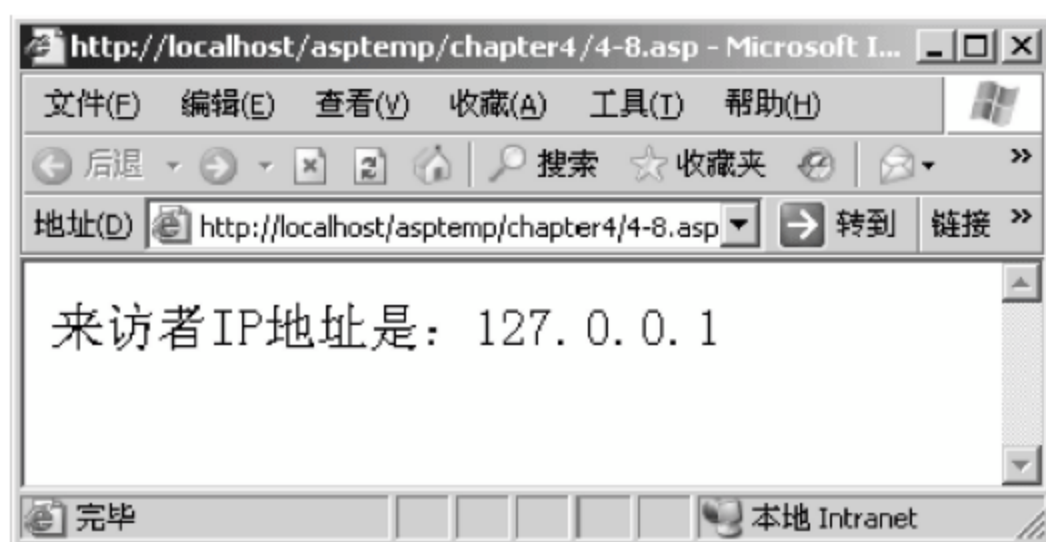 http://localhost/asptemp/chapter4/4-8.asp - Microsoft I...
文件(F) 编辑(E) 查看(V) 收藏(A) 工具(T) 帮助(H)
后退 搜索 收藏夹 »
地址(D) http://localhost/asptemp/chapter4/4-8.asp 转到 链接 »
来访者IP地址是：127.0.0.1
完毕 本地 Intranet